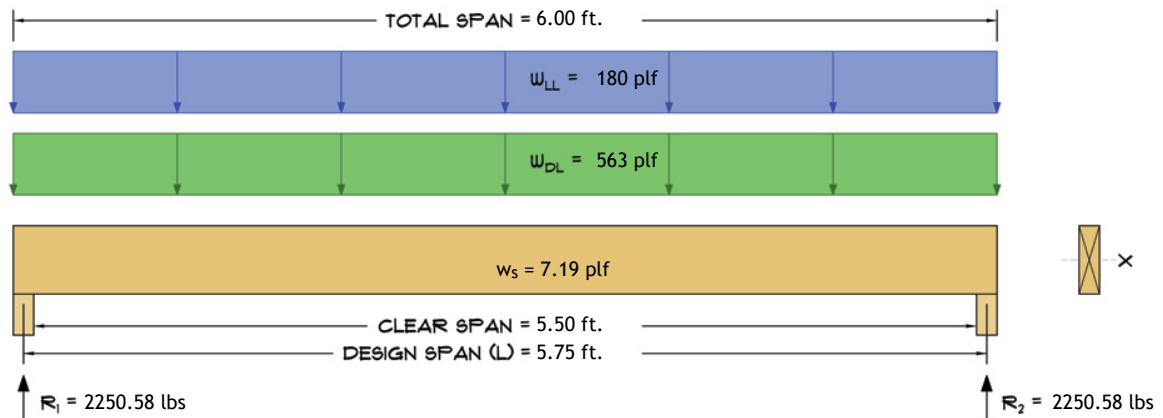 TOTAL SPAN = 6.00 ft.
wLL = 180 plf
wDL = 563 plf
ws = 7.19 plf
X
CLEAR SPAN = 5.50 ft.
DESIGN SPAN (L) = 5.75 ft.
R1 = 2250.58 lbs
R2 = 2250.58 lbs